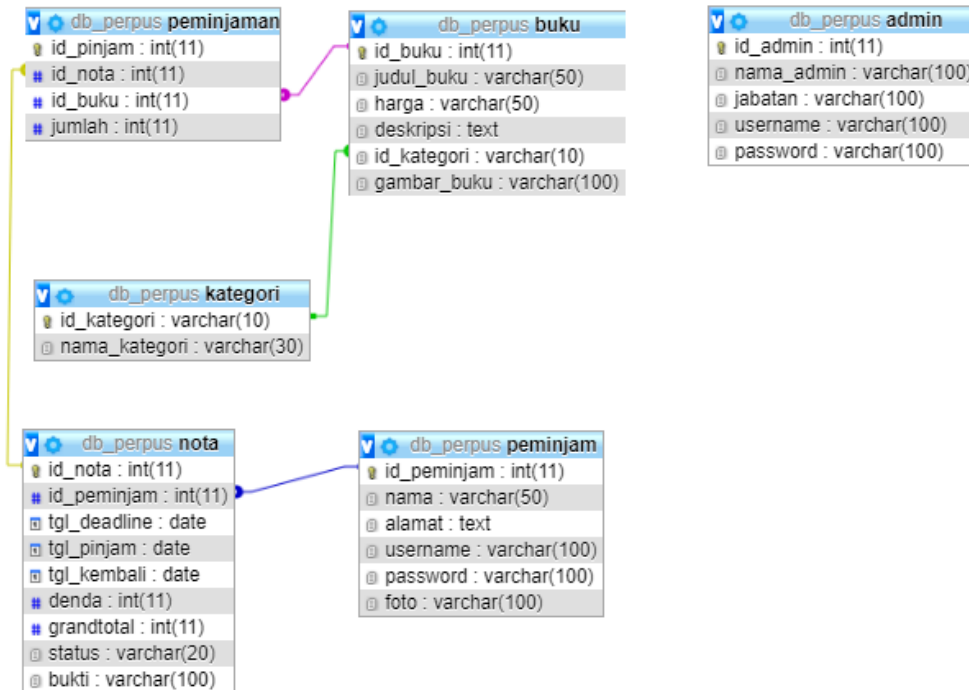 db_perpus peminjaman
id_pinjam : int(11)
id_nota : int(11)
id_buku : int(11)
jumlah : int(11)
db_perpus buku
id_buku : int(11)
judul_buku : varchar(50)
harga : varchar(50)
deskripsi : text
id_kategori : varchar(10)
gambar_buku : varchar(100)
db_perpus admin
id_admin : int(11)
nama_admin : varchar(100)
jabatan : varchar(100)
username : varchar(100)
password : varchar(100)
db_perpus kategori
id_kategori : varchar(10)
nama_kategori : varchar(30)
db_perpus nota
id_nota : int(11)
id_peminjam : int(11)
tgl_deadline : date
tgl_pinjam : date
tgl_kembali : date
denda : int(11)
grandtotal : int(11)
status : varchar(20)
bukti : varchar(100)
db_perpus peminjam
id_peminjam : int(11)
nama : varchar(50)
alamat : text
username : varchar(100)
password : varchar(100)
foto : varchar(100)